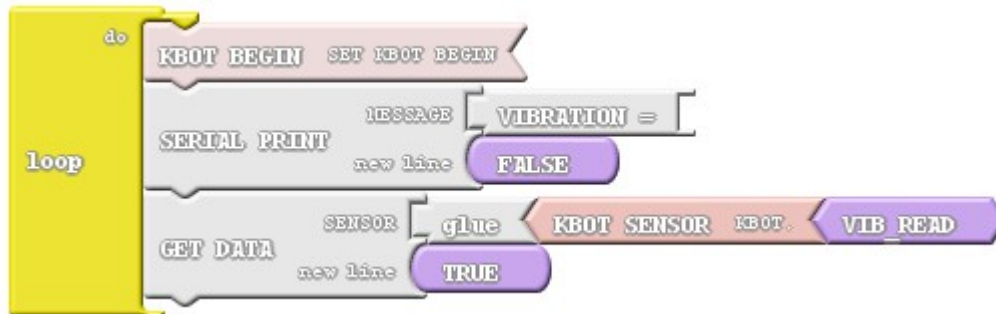 do
KBOT BEGIN SET KBOT BEGIN
MESSAGE VIBRATION =
SERIAL PRINT
loop
new line FALSE
SENSOR glue KBOT SENSOR KBOT. VIB_READ
GET DATA
new line TRUE